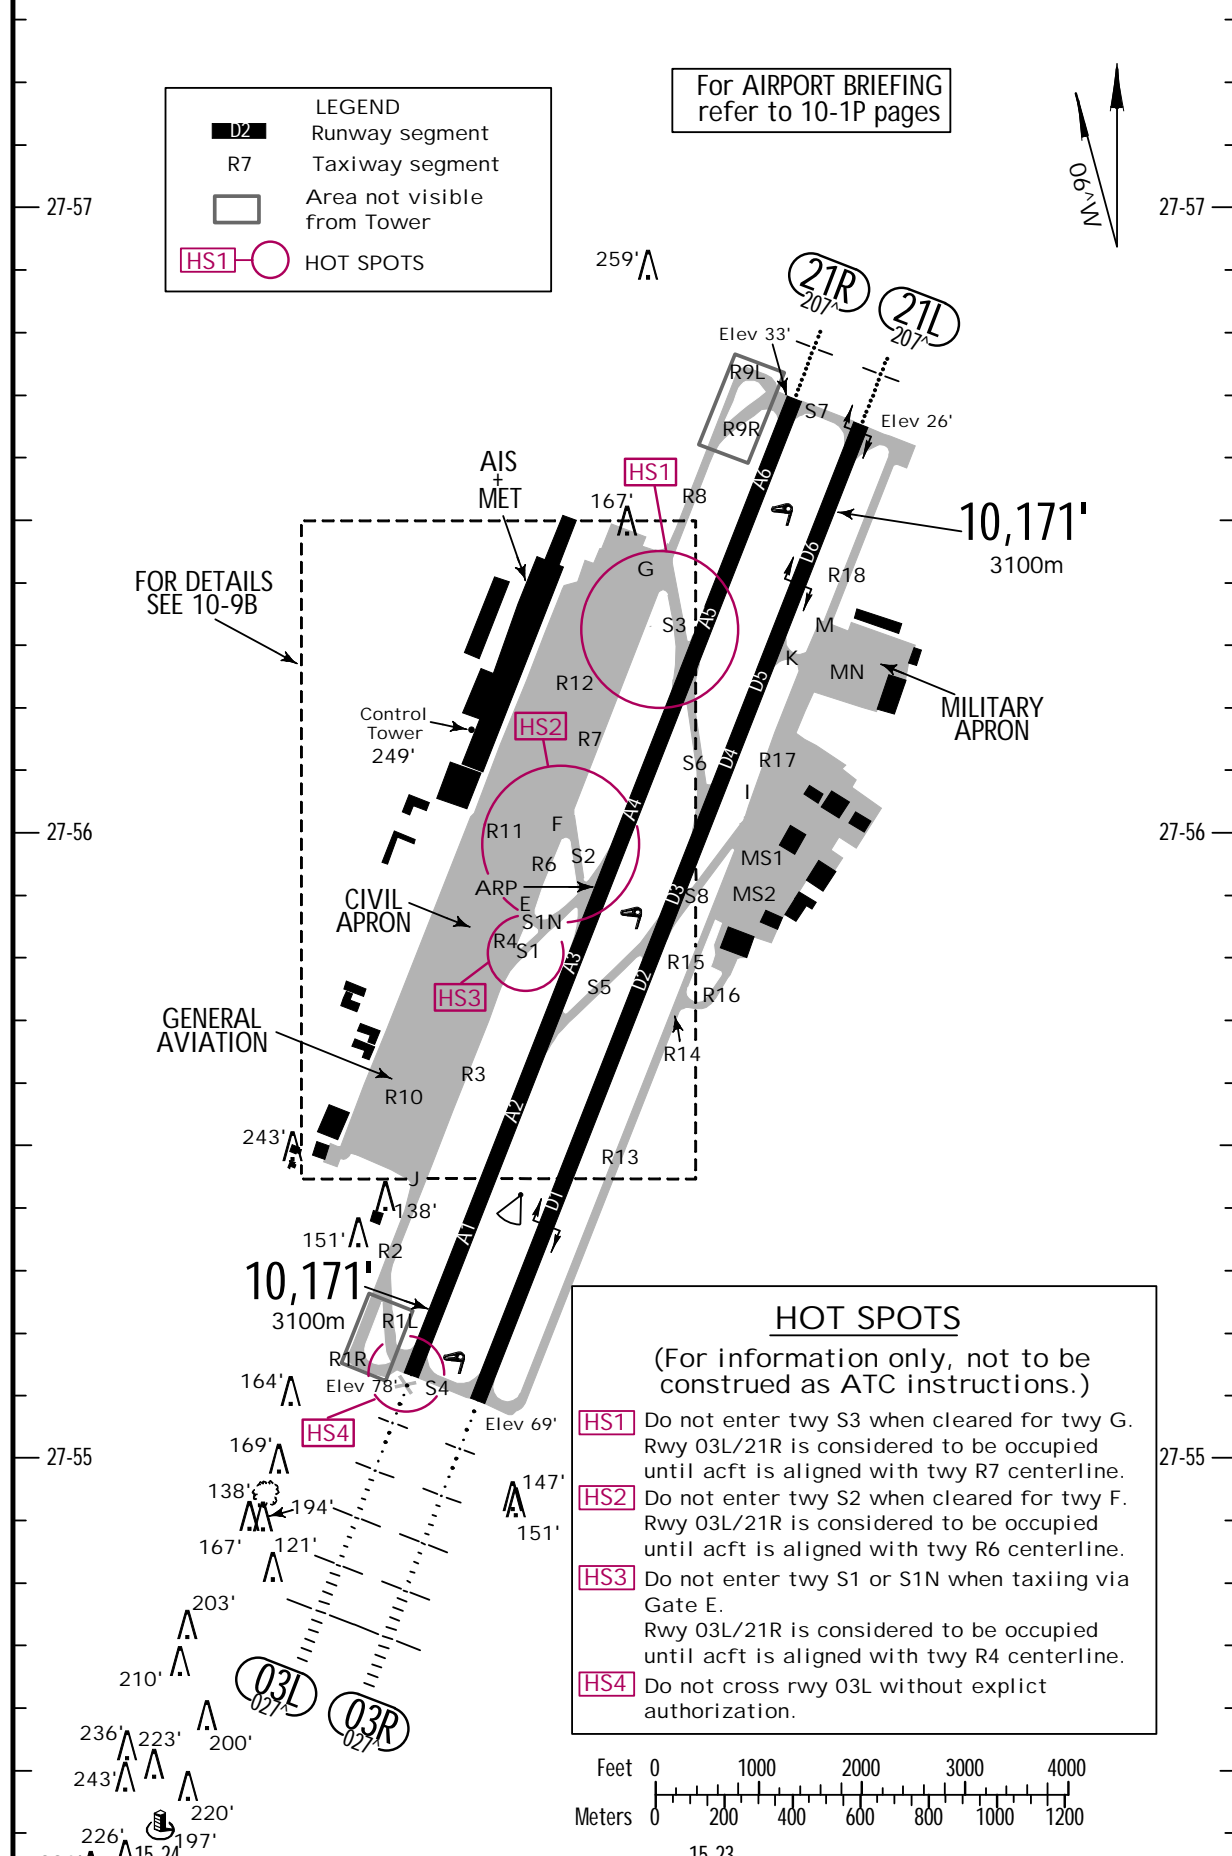 LEGEND
D2 Runway segment
R7 Taxiway segment
Area not visible
from Tower
HS1 HOT SPOTS
For AIRPORT BRIEFING
refer to 10-1P pages
06^W
27-57
27-57
259'
21R
207^
21L
207^
Elev 33'
R9L
S7
Elev 26'
R9R
AIS
+
MET
HS1
A6
R8
167'
10,171'
3100m
D6
FOR DETAILS
SEE 10-9B
G
R18
A5
S3
M
K
MN
D5
R12
MILITARY
APRON
Control
Tower
249'
HS2
R7
S6
D4
R17
I
A4
27-56
27-56
R11
F
S2
R6
MS1
ARP
D3
S8
MS2
CIVIL
APRON
E
S1N
R4
S1
A3
R15
HS3
S5
D2
R16
GENERAL
AVIATION
R14
R3
R10
A2
243'
R13
J
138'
D1
151'
A1
R2
10,171'
3100m
R1L
R1R
Elev 78'
S4
164'
HS4
Elev 69'
169'
27-55
27-55
138'
194'
147'
167'
121'
151'
203'
210'
03L
027^
03R
027^
200'
236'
223'
243'
220'
197'
226'
15-24
15-23
HOT SPOTS
(For information only, not to be
construed as ATC instructions.)
HS1 Do not enter twy S3 when cleared for twy G.
Rwy 03L/21R is considered to be occupied
until acft is aligned with twy R7 centerline.
HS2 Do not enter twy S2 when cleared for twy F.
Rwy 03L/21R is considered to be occupied
until acft is aligned with twy R6 centerline.
HS3 Do not enter twy S1 or S1N when taxiing via
Gate E.
Rwy 03L/21R is considered to be occupied
until acft is aligned with twy R4 centerline.
HS4 Do not cross rwy 03L without explict
authorization.
Feet 0 1000 2000 3000 4000
Meters 0 200 400 600 800 1000 1200